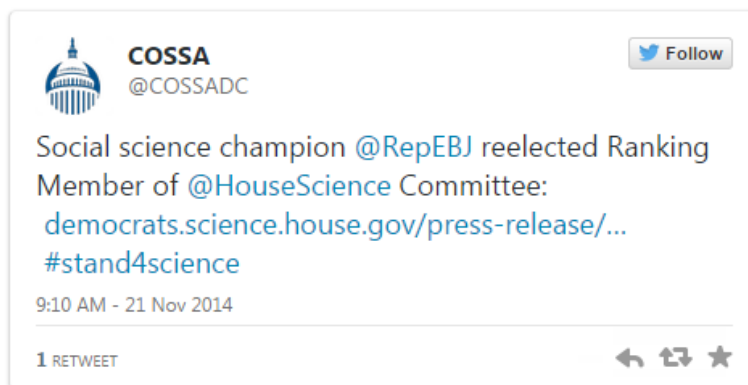 COSSA
@COSSADC
Follow
Social science champion @RepEBJ reelected Ranking
Member of @HouseScience Committee:
democrats.science.house.gov/press-release/...
#stand4science
9:10 AM - 21 Nov 2014
1 RETWEET